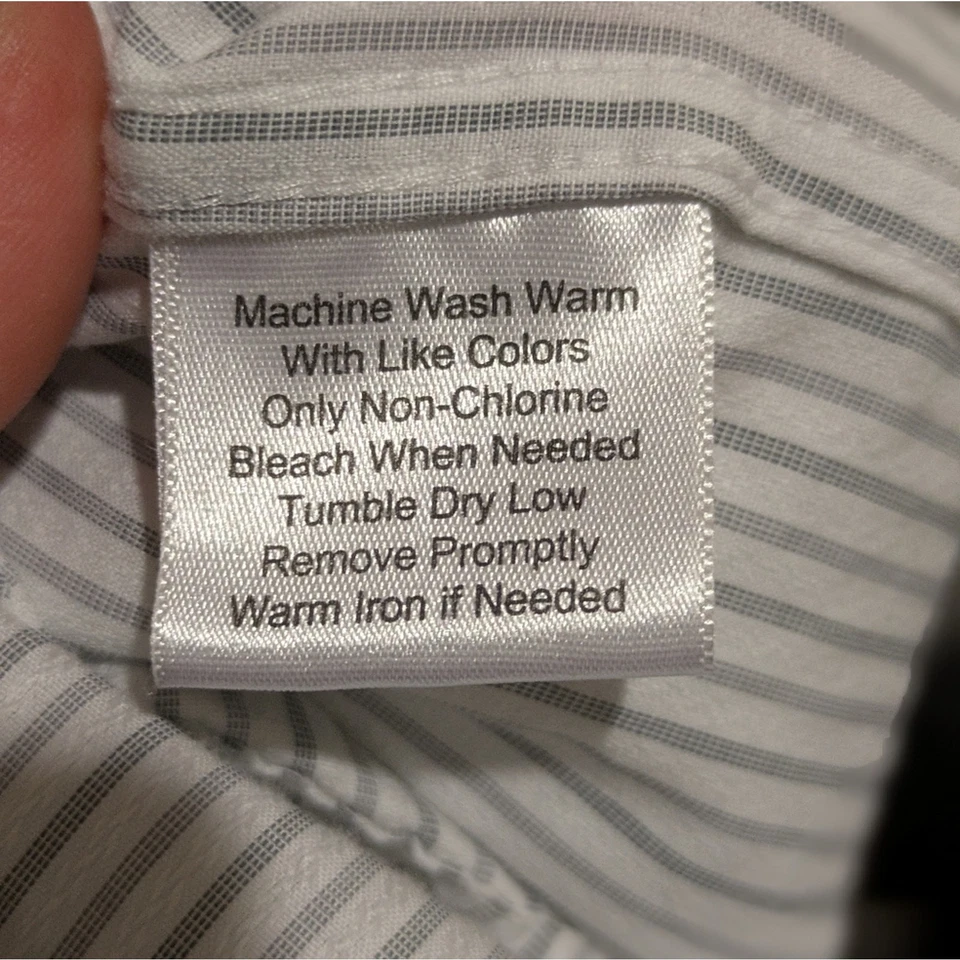 Machine Wash Warm
With Like Colors
Only Non-Chlorine
Bleach When Needed
Tumble Dry Low
Remove Promptly
Warm Iron if Needed